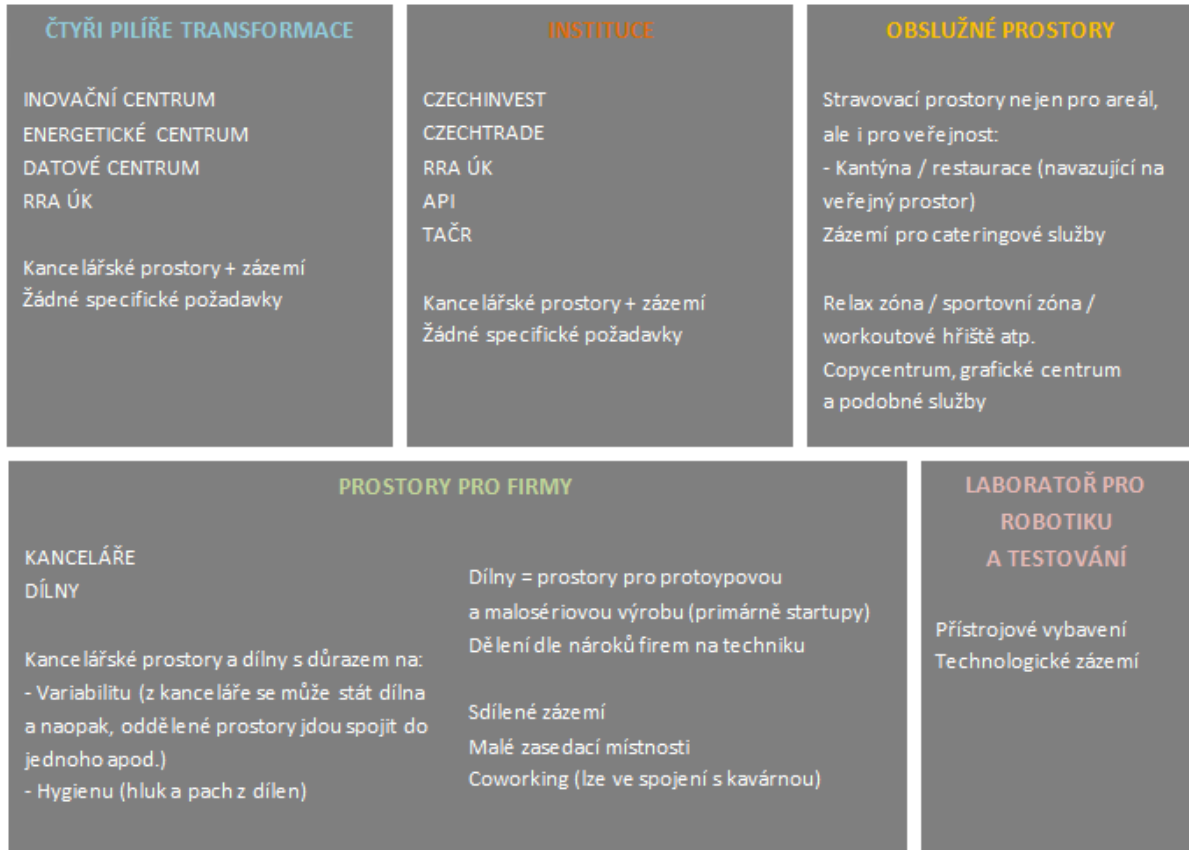 ČTYŘI PILÍŘE TRANSFORMACE
INOVAČNÍ CENTRUM
ENERGETICKÉ CENTRUM
DATOVÉ CENTRUM
RRA ÚK
Kancelářské prostory + zázemí
Žádné specifické požadavky
INSTITUCE
CZECHINVEST
CZECHTRADE
RRA ÚK
API
TAČR
Kancelářské prostory + zázemí
Žádné specifické požadavky
OBSLUŽNÉ PROSTORY
Stravovací prostory nejen pro areál,
ale i pro veřejnost:
- Kantýna / restaurace (navazující na
veřejný prostor)
Zázemí pro cateringové služby
Relax zóna / sportovní zóna /
workoutové hřiště atp.
Copycentrum, grafické centrum
a podobné služby
PROSTORY PRO FIRMY
KANCELÁŘE
DÍLNY
Kancelářské prostory a dílny s důrazem na:
- Variabilitu (z kanceláře se může stát dílna
a naopak, oddělené prostory jdou spojit do
jednoho apod.)
- Hygienu (hluk a pach z dílen)
Dílny = prostory pro protoypovou
a malosériovou výrobu (primárně startupy)
Dělení dle nároků firem na techniku
Sdílené zázemí
Malé zasedací místnosti
Coworking (lze ve spojení s kavárnou)
LABORATOŘ PRO
ROBOTIKU
A TESTOVÁNÍ
Přístrojové vybavení
Technologické zázemí